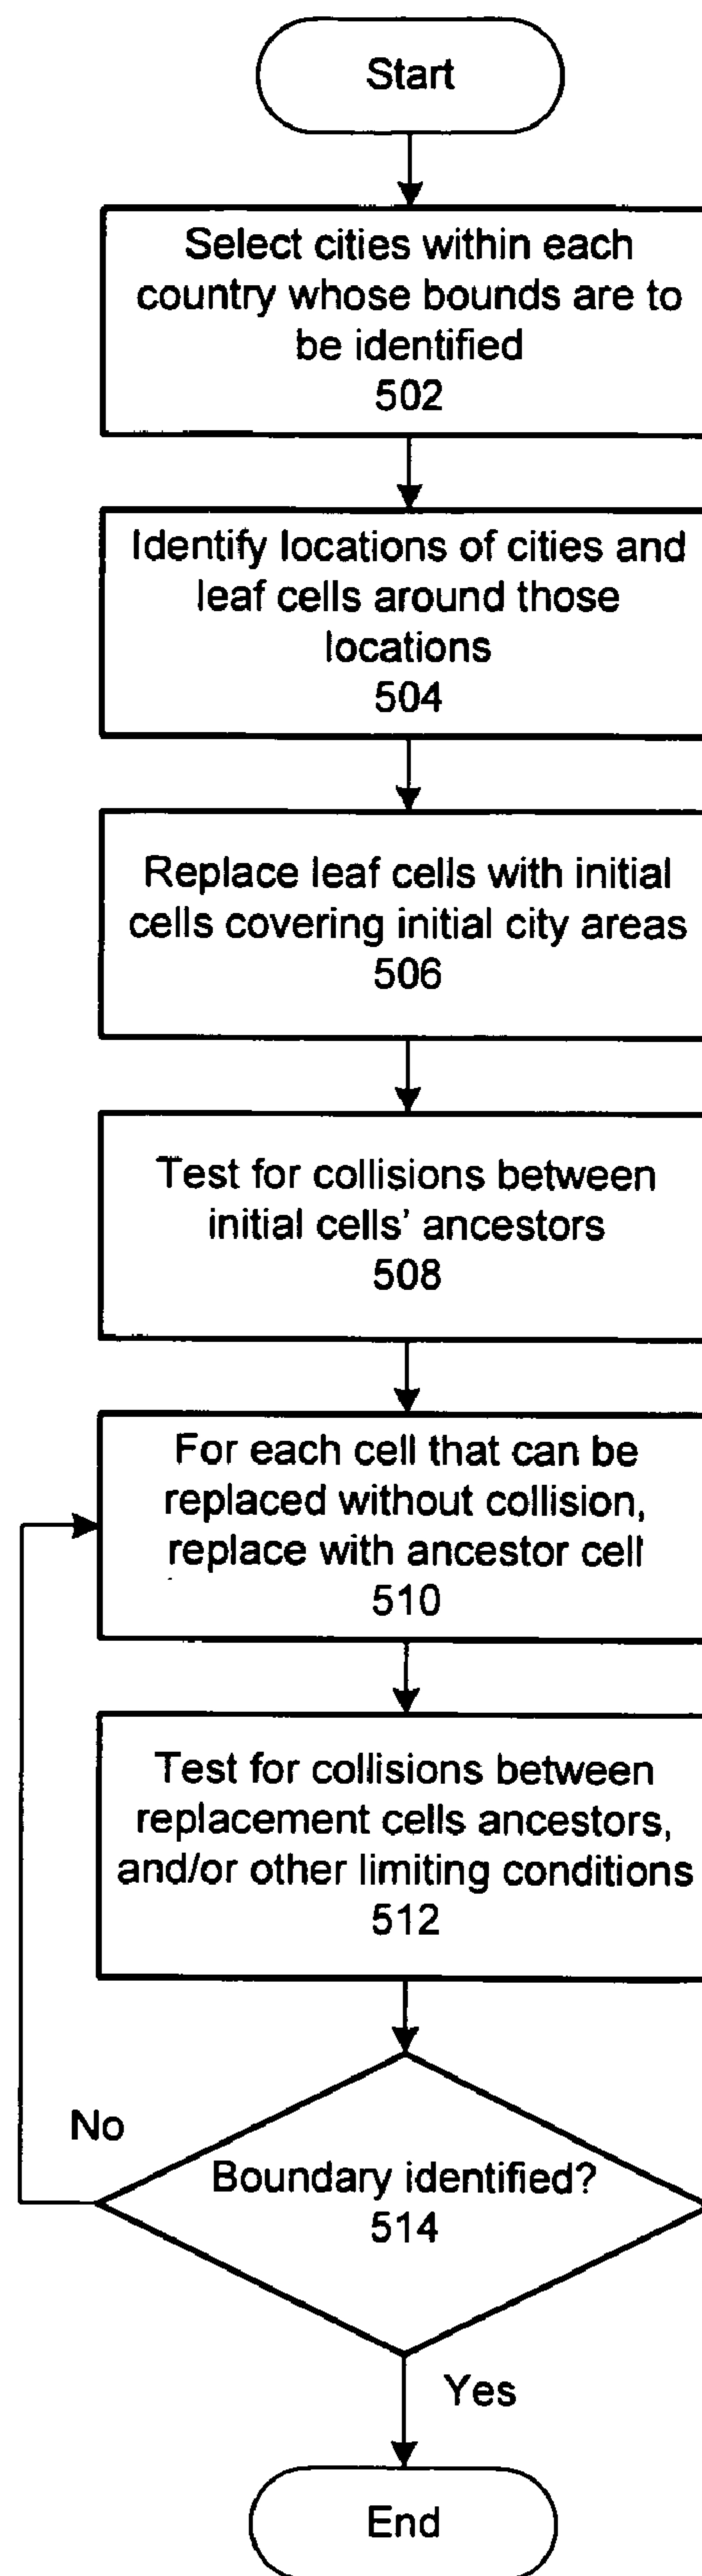 Start
Select cities within each
country whose bounds are to
be identified
502
Identify locations of cities and
leaf cells around those
locations
504
Replace leaf cells with initial
cells covering initial city areas
506
Test for collisions between
initial cells' ancestors
508
For each cell that can be
replaced without collision,
replace with ancestor cell
510
Test for collisions between
replacement cells ancestors,
and/or other limiting conditions
512
No
Boundary identified?
514
Yes
End